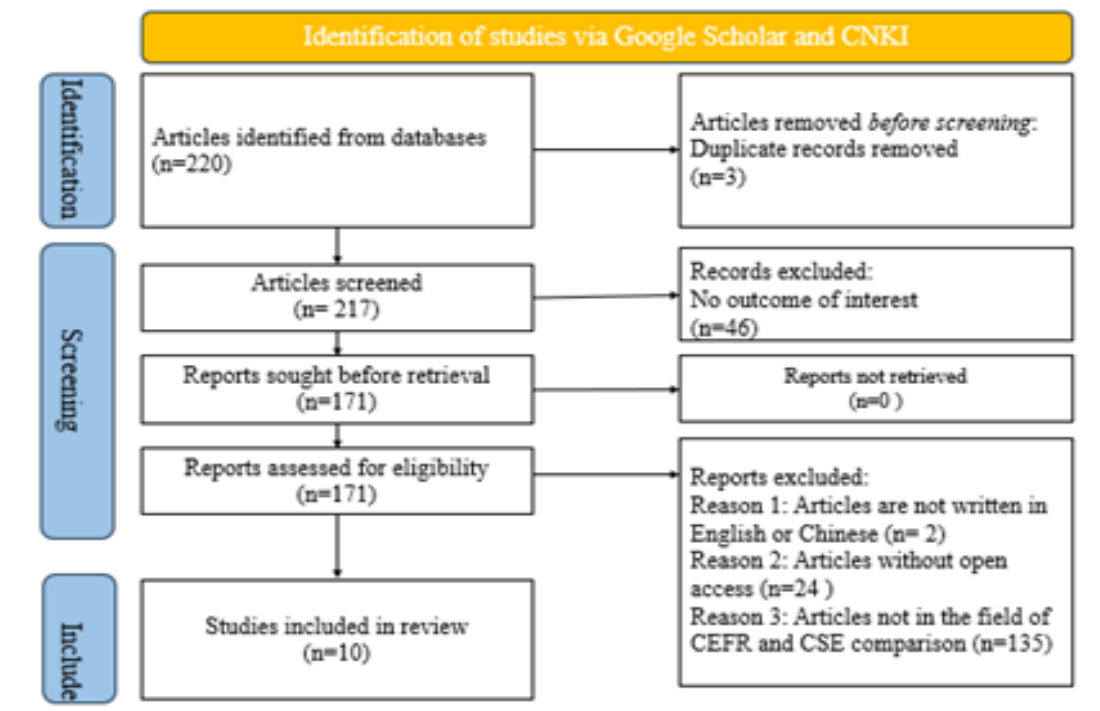 Identification of studies via Google Scholar and CNKI
Identification
Articles identified from databases
(n=220)
Articles removed before screening:
Duplicate records removed
(n=3)
Screening
Articles screened
(n= 217)
Records excluded:
No outcome of interest
(n=46)
Reports sought before retrieval
(n=171)
Reports not retrieved
(n=0 )
Reports assessed for eligibility
(n=171)
Reports excluded:
Reason 1: Articles are not written in
English or Chinese (n= 2)
Reason 2: Articles without open
access (n=24 )
Reason 3: Articles not in the field of
CEFR and CSE comparison (n=135)
Include
Studies included in review
(n=10)